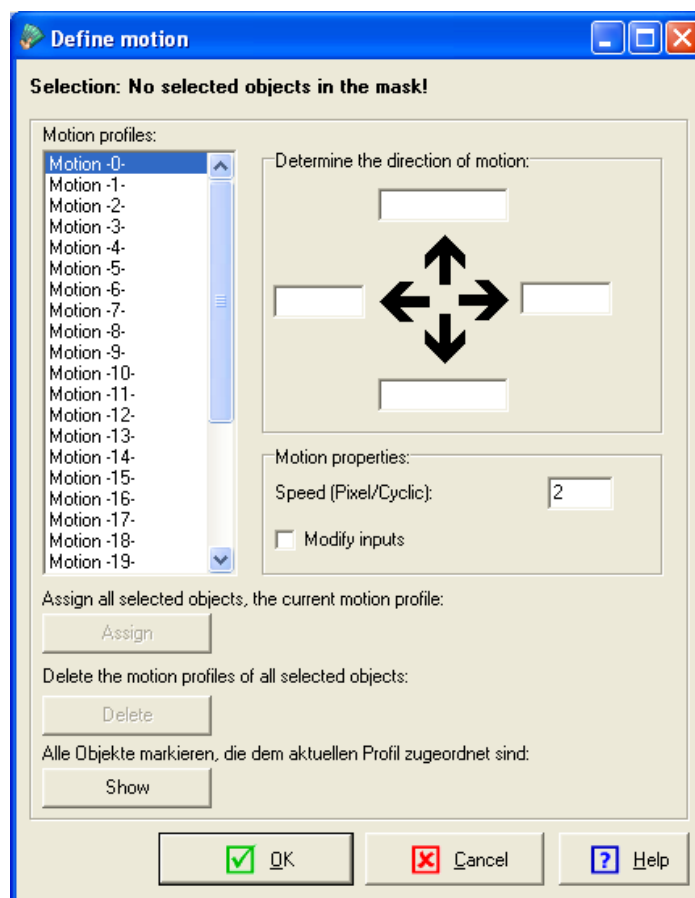 Define motion
Selection: No selected objects in the mask!
Motion profiles:
Motion -0-
Motion -1-
Motion -2-
Motion -3-
Motion -4-
Motion -5-
Motion -6-
Motion -7-
Motion -8-
Motion -9-
Motion -10-
Motion -11-
Motion -12-
Motion -13-
Motion -14-
Motion -15-
Motion -16-
Motion -17-
Motion -18-
Motion -19-
Determine the direction of motion:
Motion properties:
Speed (Pixel/Cyclic): 2
Modify inputs
Assign all selected objects, the current motion profile:
Assign
Delete the motion profiles of all selected objects:
Delete
Alle Objekte markieren, die dem aktuellen Profil zugeordnet sind:
Show
OK Cancel ? Help